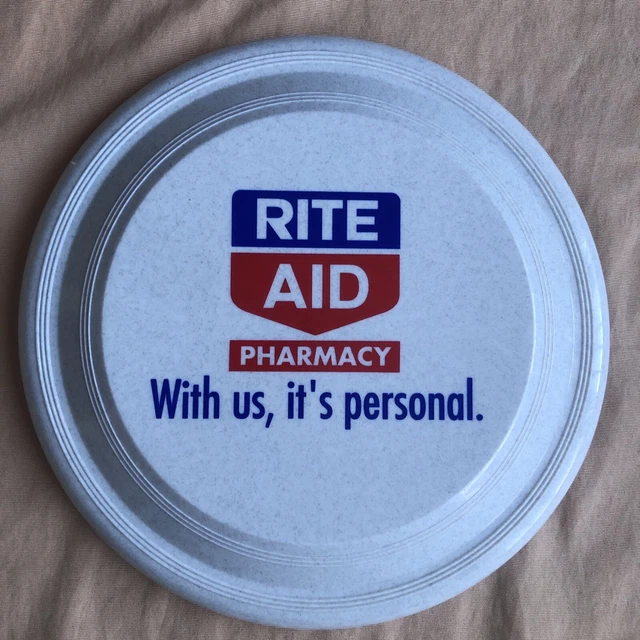 RITE
AID
PHARMACY
With us, it's personal.